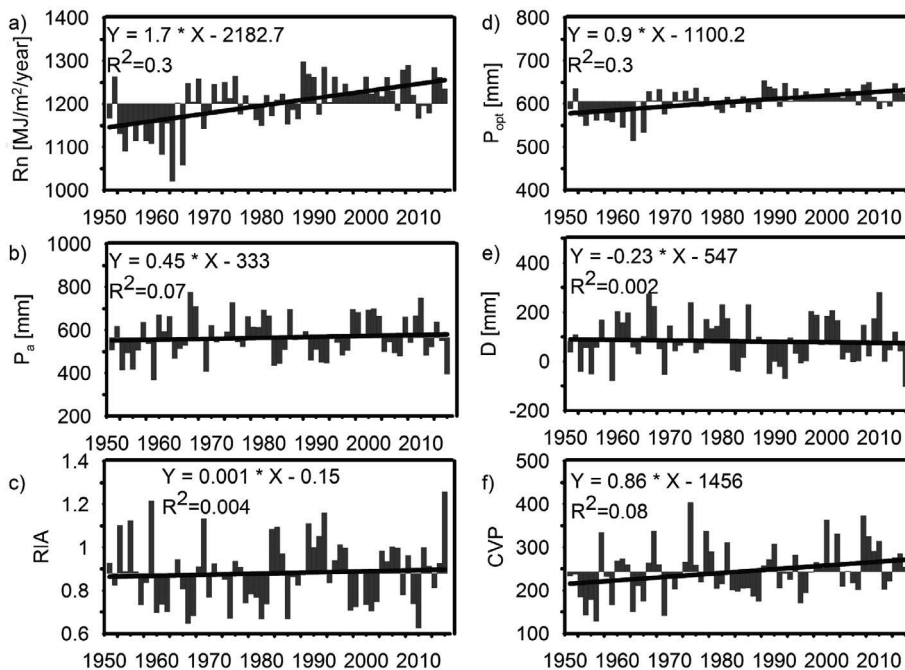 a)
Rn [MJ/m²/year]
1400
1300
1200
1100
1000
Y = 1.7 * X - 2182.7
R²=0.3
1950 1960 1970 1980 1990 2000 2010
d)
P_opt [mm]
800
700
600
500
400
Y = 0.9 * X - 1100.2
R²=0.3
1950 1960 1970 1980 1990 2000 2010
b)
P_a [mm]
1000
800
600
400
200
Y = 0.45 * X - 333
R²=0.07
1950 1960 1970 1980 1990 2000 2010
e)
D [mm]
400
200
0
-200
Y = -0.23 * X - 547
R²=0.002
1950 1960 1970 1980 1990 2000 2010
c)
RIA
1.4
1.2
1
0.8
0.6
Y = 0.001 * X - 0.15
R²=0.004
1950 1960 1970 1980 1990 2000 2010
f)
CVP
500
400
300
200
100
Y = 0.86 * X - 1456
R²=0.08
1950 1960 1970 1980 1990 2000 2010